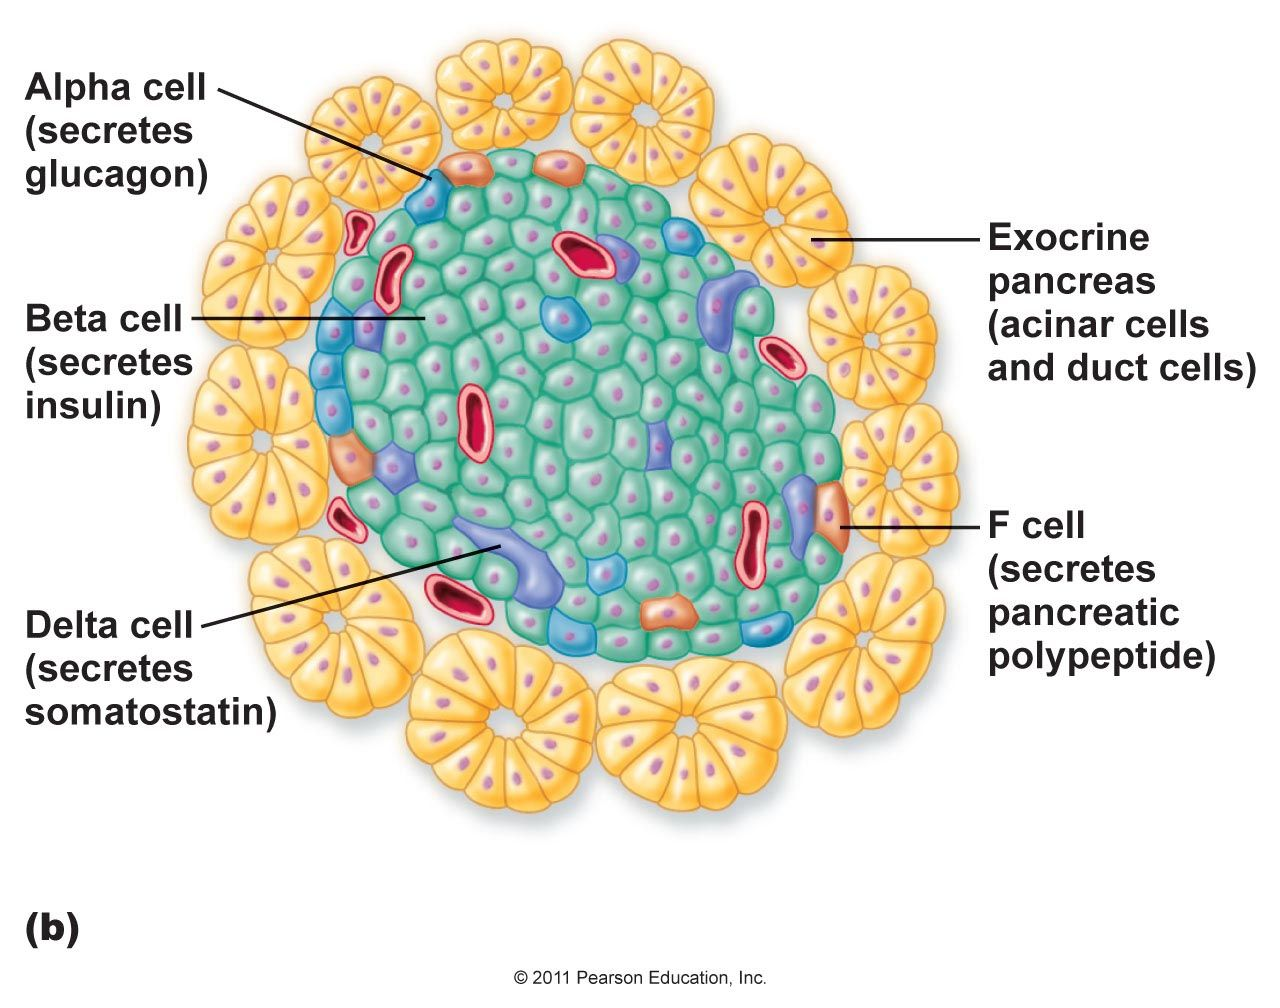 Alpha cell
(secretes
glucagon)
Beta cell
(secretes
insulin)
Delta cell
(secretes
somatostatin)
Exocrine
pancreas
(acinar cells
and duct cells)
F cell
(secretes
pancreatic
polypeptide)
(b)
© 2011 Pearson Education, Inc.